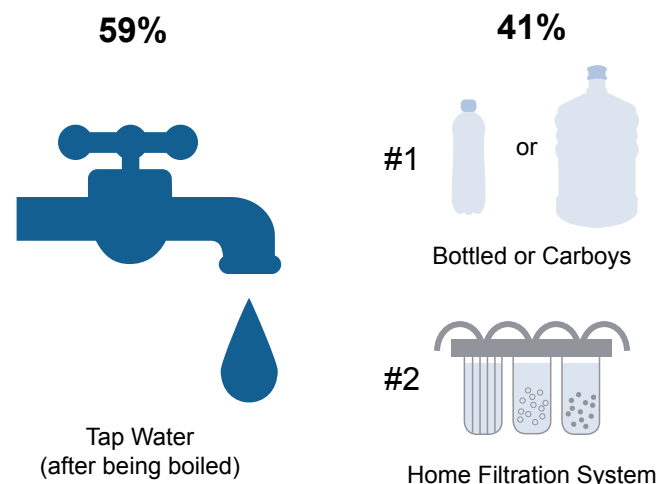 59%
Tap Water
(after being boiled)
41%
#1
or
Bottled or Carboys
#2
Home Filtration System